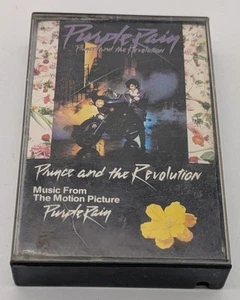 Purple Rain
Prince and the Revolution
Prince and the Revolution
Music From
The Motion Picture
Purple Rain